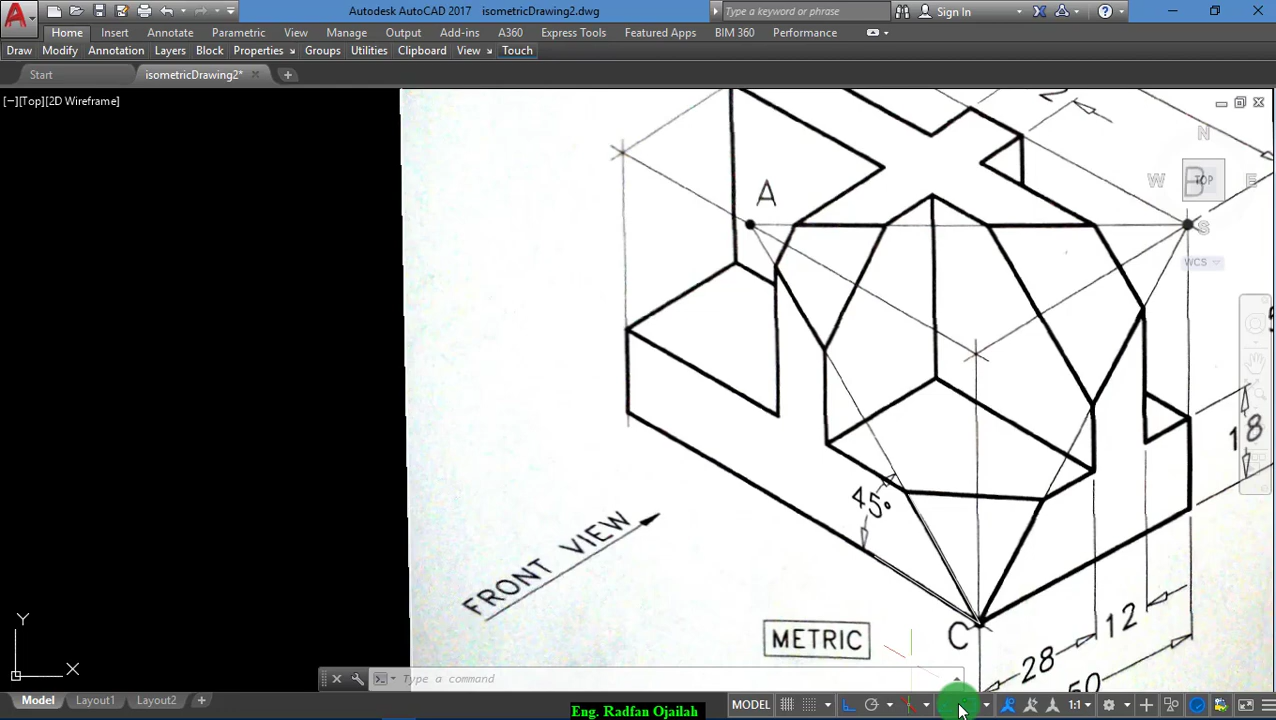 Autodesk AutoCAD 2017 isometricDrawing2.dwg
Type a keyword or phrase
Sign In
Home Insert Annotate Parametric View Manage Output Add-ins A360 Express Tools Featured Apps BIM 360 Performance
Draw Modify Annotation Layers Block Properties Groups Utilities Clipboard View Touch
Start isometricDrawing2*
[−][Top][2D Wireframe]
N
W TOP E
S
B
WCS
A
18
45°
FRONT VIEW
METRIC
C
12
28
50
Y
X
Type a command
Model Layout1 Layout2
MODEL
1:1
Eng. Radfan Ojailah